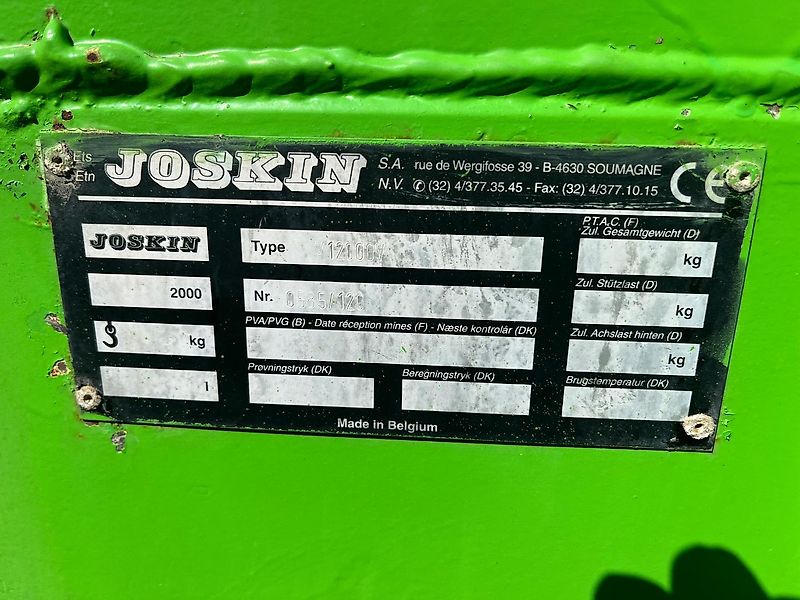 Ets
Etn
JOSKIN
S.A. rue de Wergifosse 39 - B-4630 SOUMAGNE
N.V. ✆ (32) 4/377.35.45 - Fax: (32) 4/377.10.15
CE
JOSKIN
Type
P.T.A.C. (F)
Zul. Gesamtgewicht (D)
kg
2000
Nr.
Zul. Stützlast (D)
kg
kg
PVA/PVG (B) - Date réception mines (F) - Næste kontrolár (DK)
Zul. Achslast hinten (D)
kg
l
Prøvningstryk (DK)
Beregningstryk (DK)
Brugstemperatur (DK)
Made in Belgium